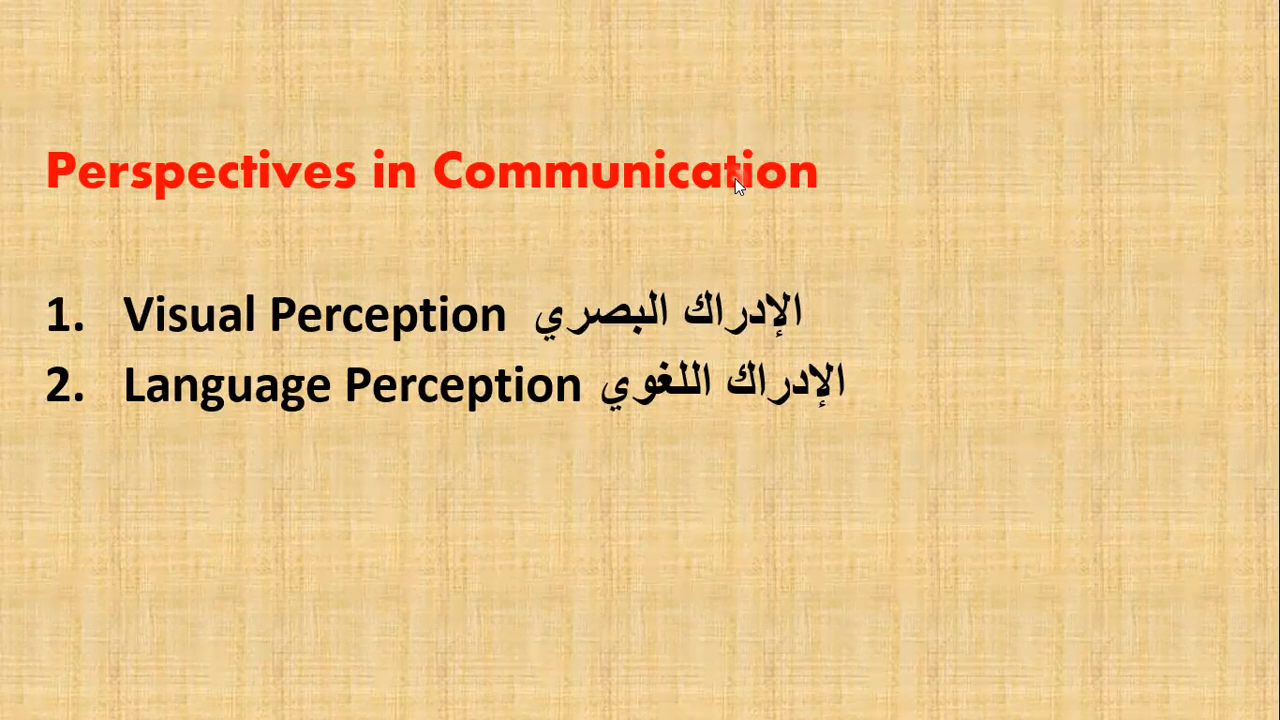 Perspectives in Communication
1. Visual Perception الإدراك البصري
2. Language Perception الإدراك اللغوي